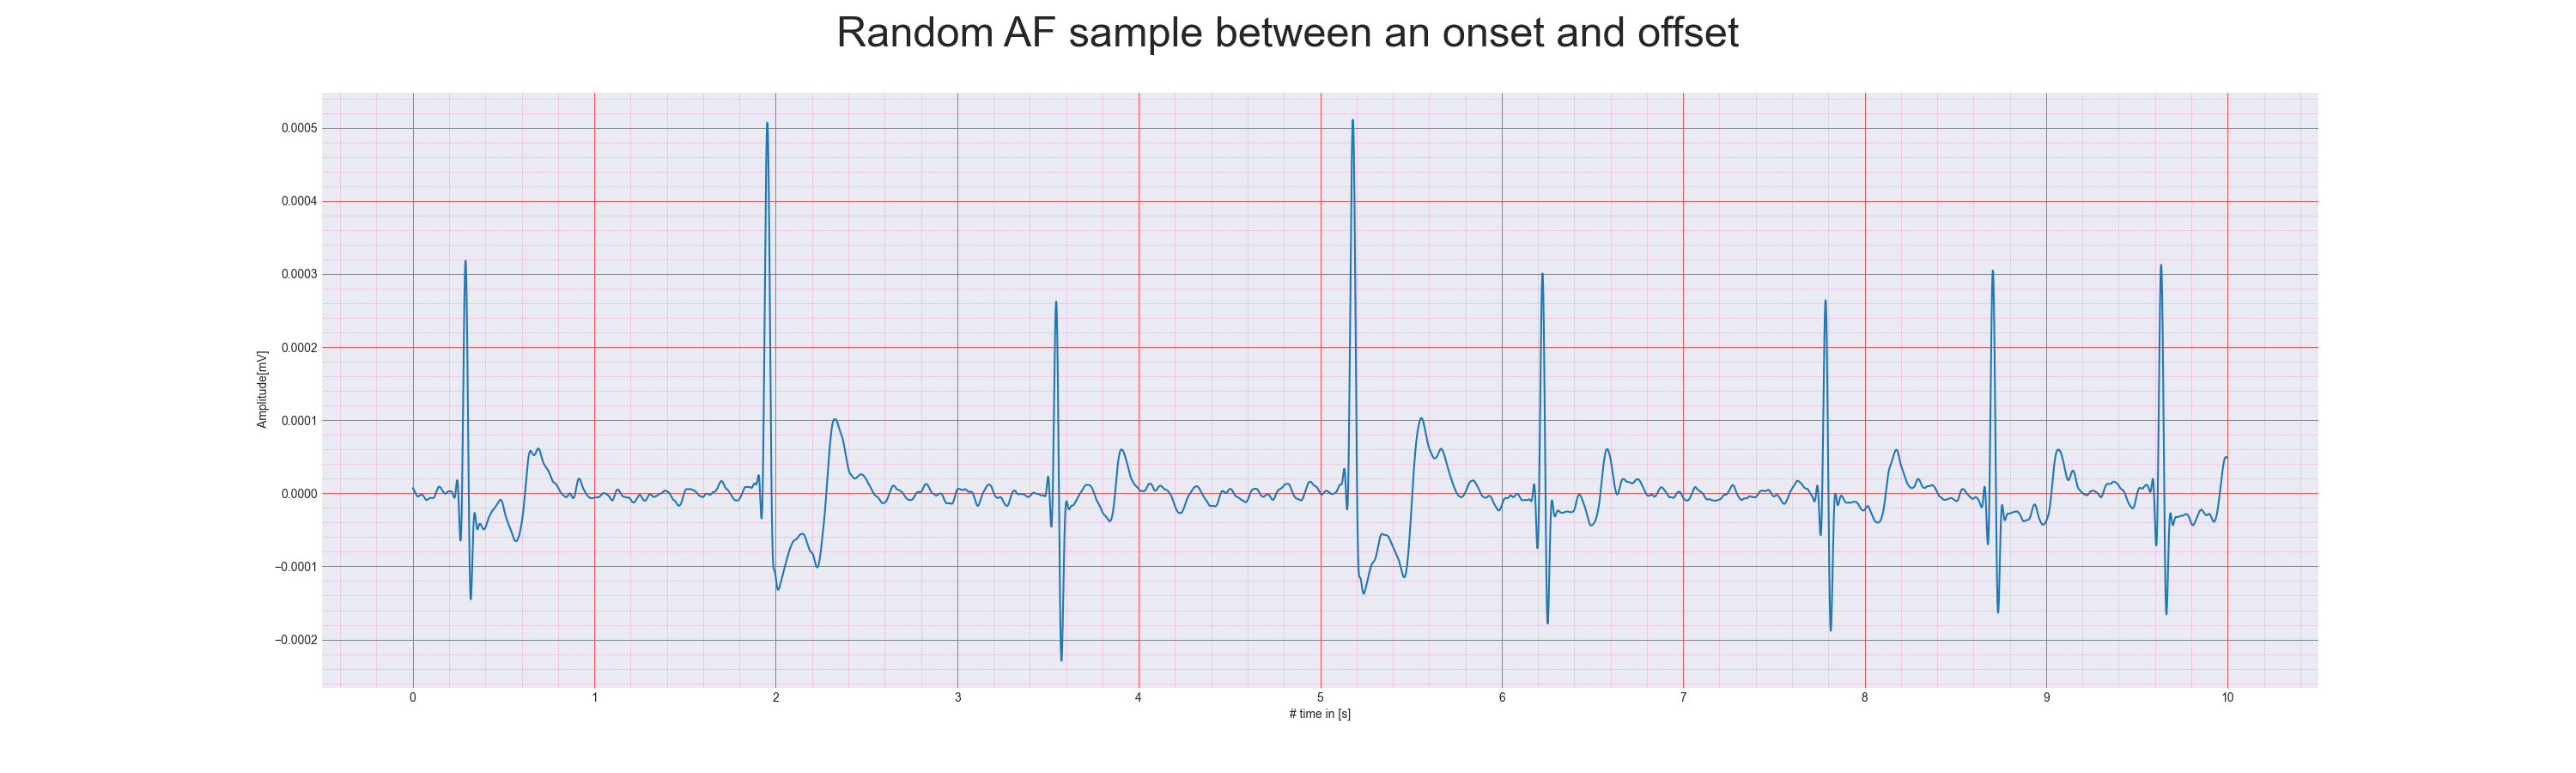 Random AF sample between an onset and offset
0.0005
0.0004
0.0003
0.0002
Amplitude[mV]
0.0001
0.0000
−0.0001
−0.0002
0 1 2 3 4 5 6 7 8 9 10
# time in [s]